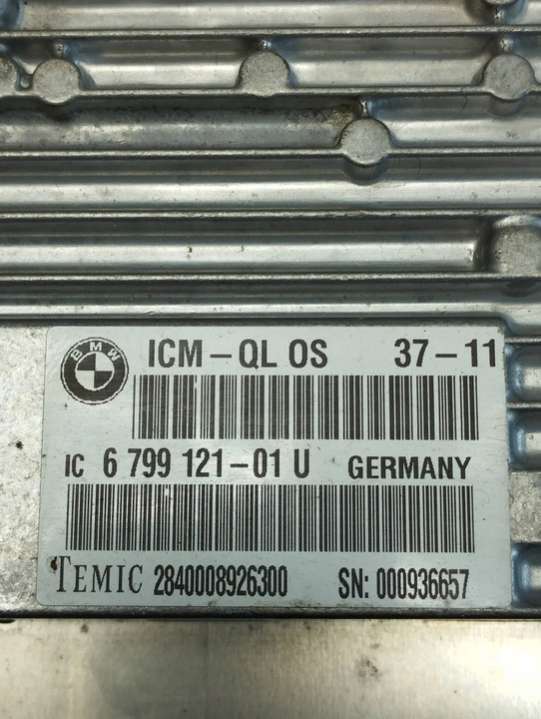 BMW
ICM-QL OS 37-11
IC 6 799 121-01 U GERMANY
TEMIC 2840008926300 SN: 000936657